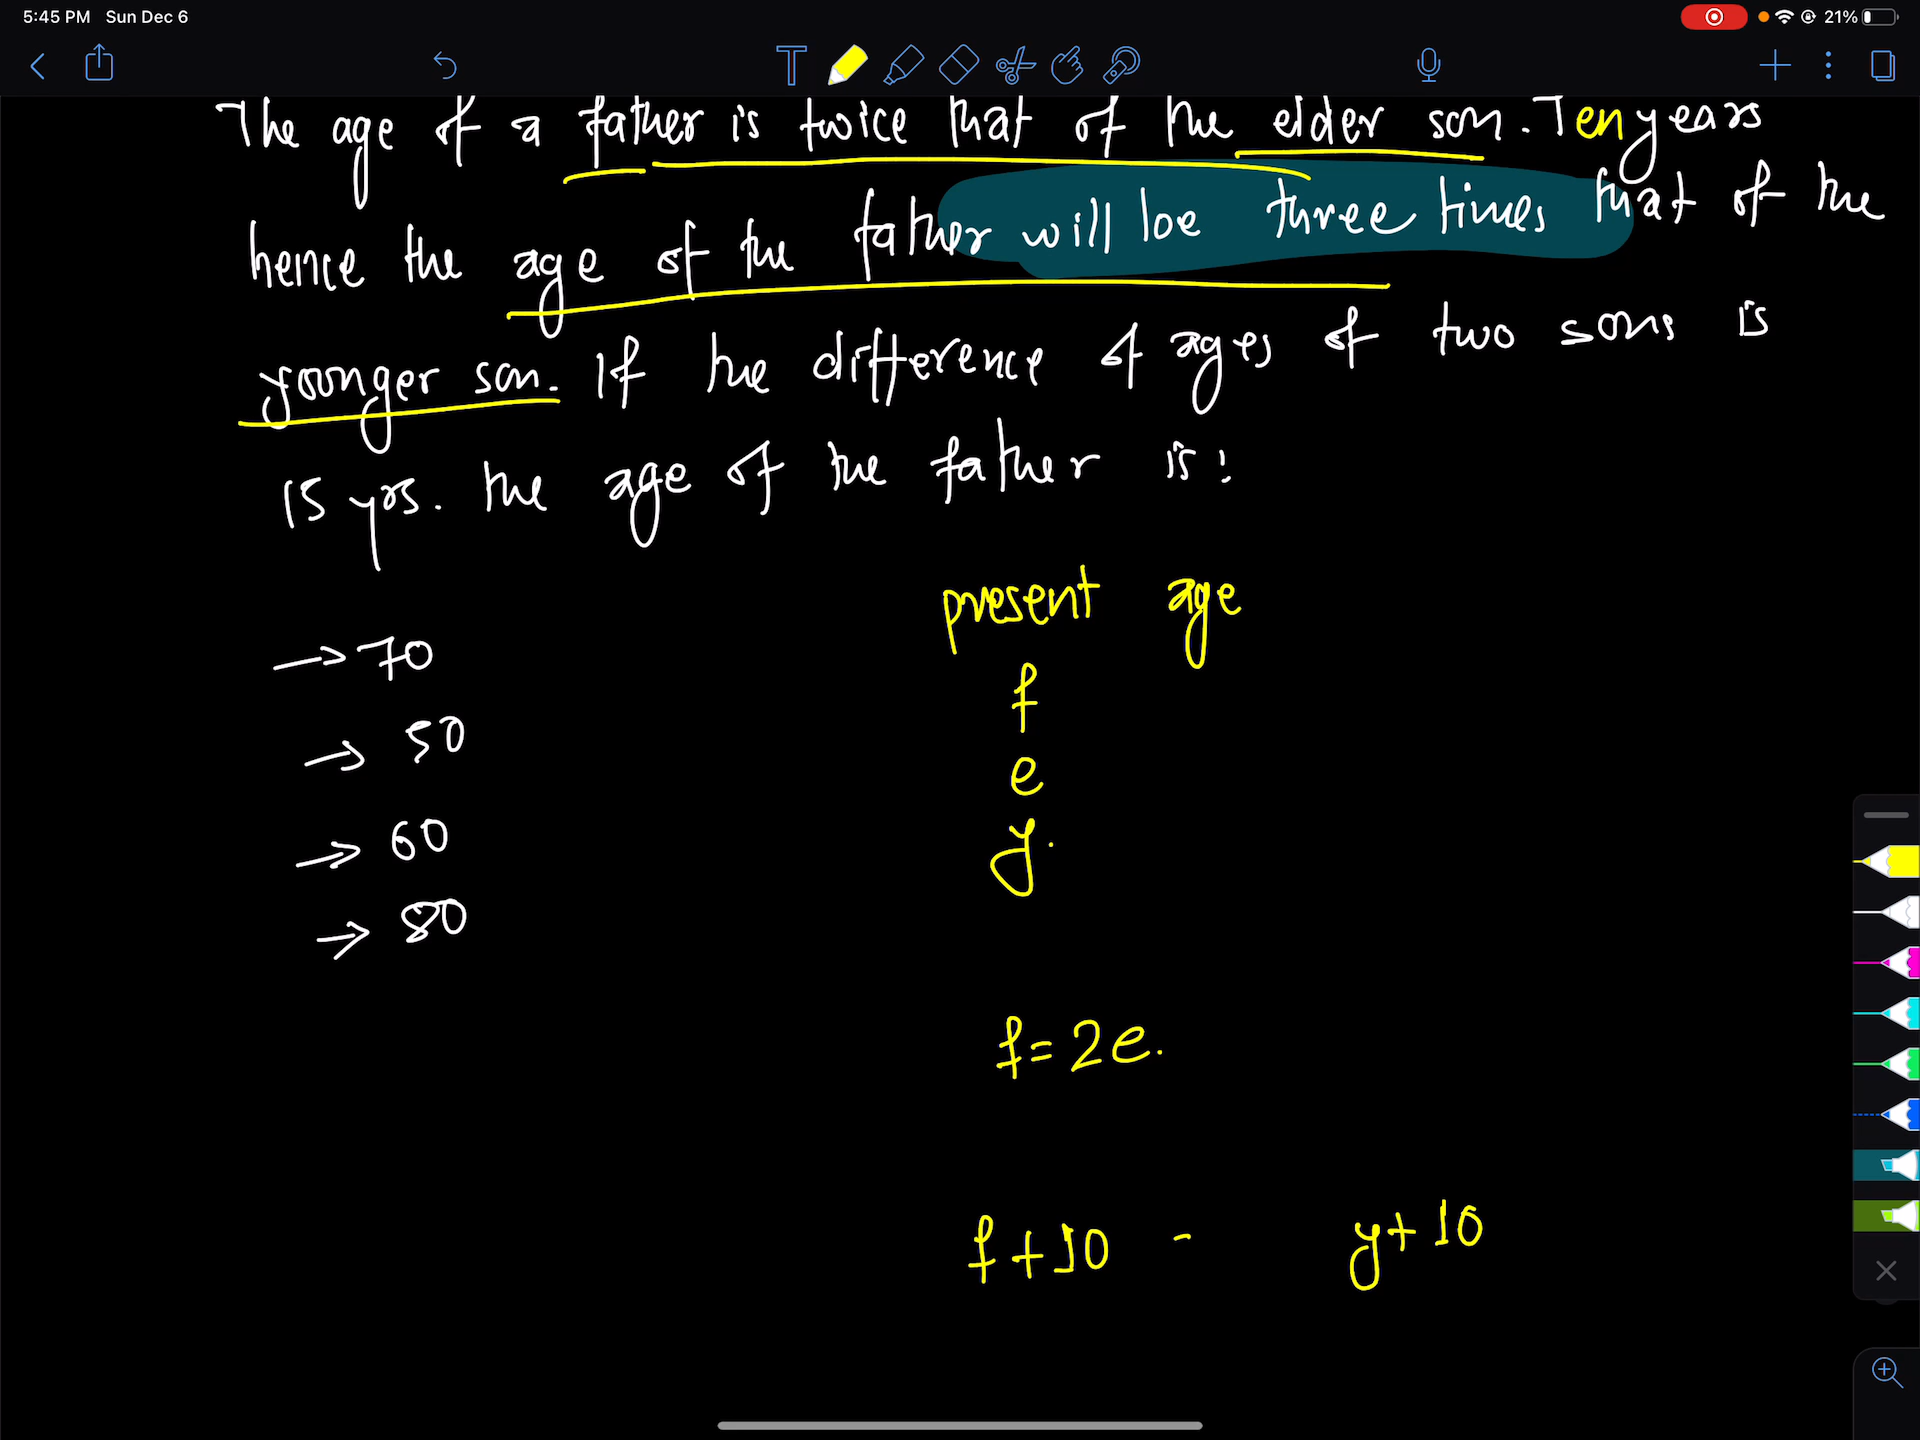 5:45 PM Sun Dec 6
21%
The age of a father is twice that of the elder son. Ten years
hence the age of the father will be three times that of the
younger son. If the difference of ages of two sons is
15 yrs. the age of the father is:
present age
→ 70
f
→ 50
e
→ 60
y.
→ 80
f = 2e.
f + 10 - y + 10